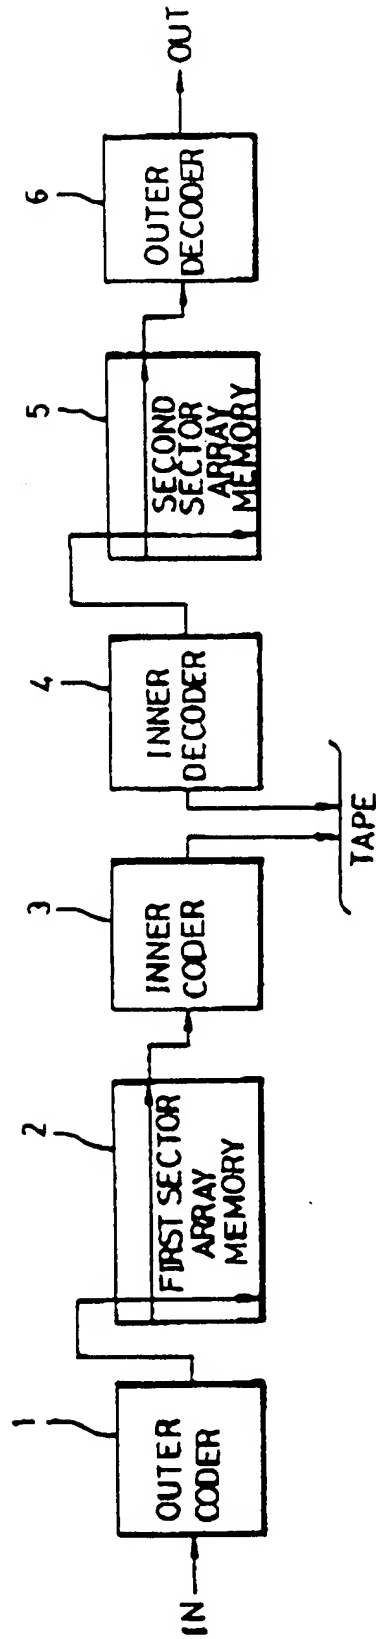 IN
1
OUTER
CODER
2
FIRST SECTOR
ARRAY
MEMORY
3
INNER
CODER
TAPE
4
INNER
DECODER
5
SECOND
SECTOR
ARRAY
MEMORY
6
OUTER
DECODER
OUT